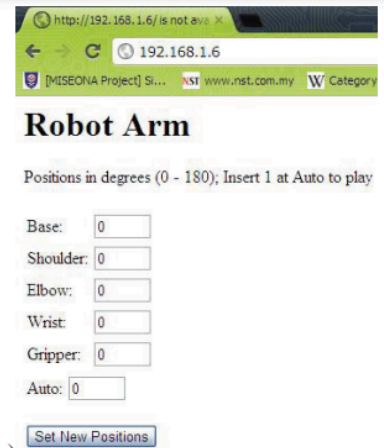 http://192.168.1.6/ is not ava ×
192.168.1.6
[MISEONA Project] Si... NST www.nst.com.my W Category
Robot Arm
Positions in degrees (0 - 180); Insert 1 at Auto to play
Base: 0
Shoulder: 0
Elbow: 0
Wrist: 0
Gripper: 0
Auto: 0
Set New Positions